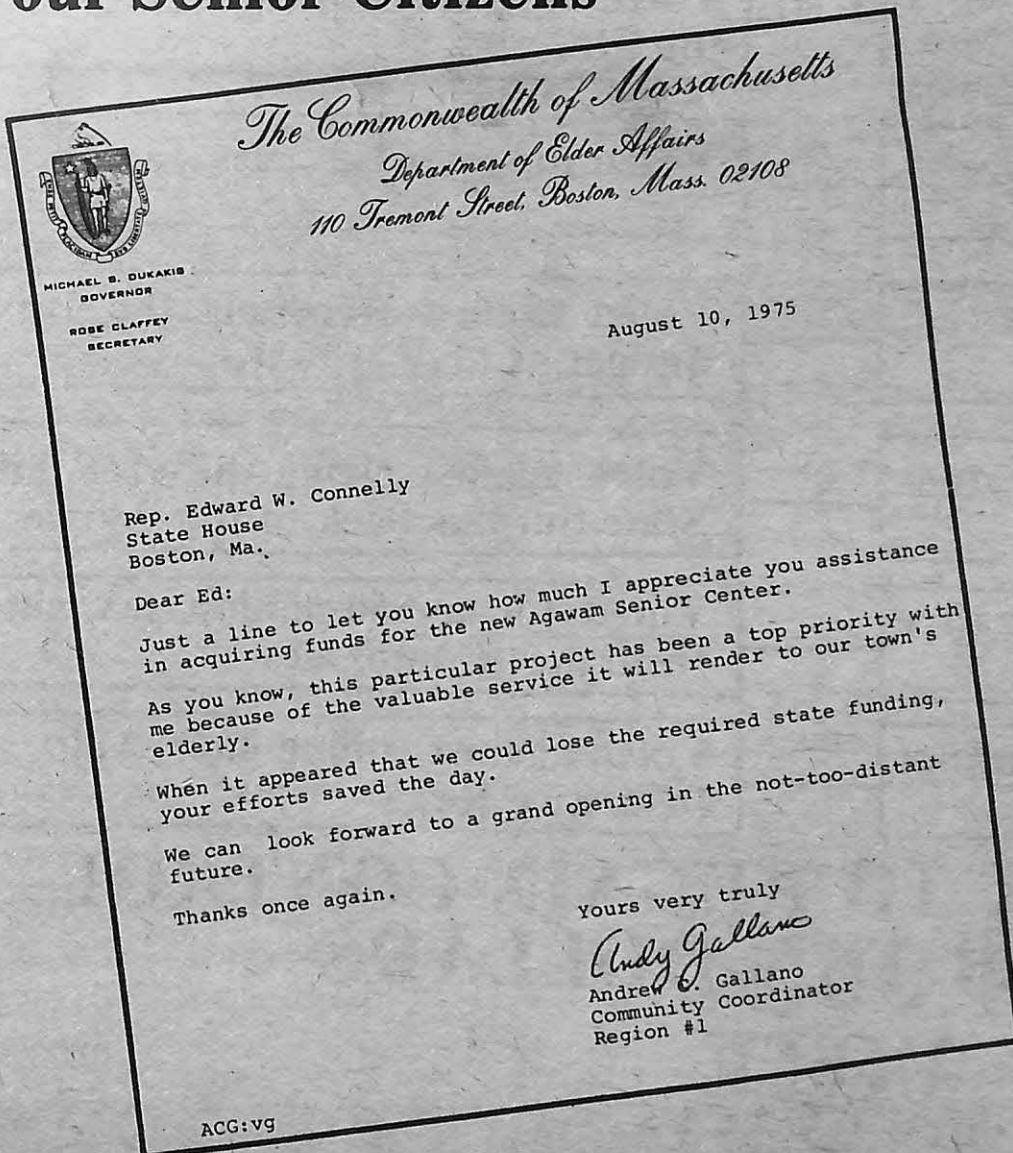 our Senior Citizens
The Commonwealth of Massachusetts
Department of Elder Affairs
110 Tremont Street, Boston, Mass. 02108
MICHAEL S. DUKAKIS
GOVERNOR
ROSE CLAFFEY
SECRETARY
August 10, 1975
Rep. Edward W. Connelly
State House
Boston, Ma.
Dear Ed:
Just a line to let you know how much I appreciate you assistance
in acquiring funds for the new Agawam Senior Center.
As you know, this particular project has been a top priority with
me because of the valuable service it will render to our town's
elderly.
When it appeared that we could lose the required state funding,
your efforts saved the day.
We can look forward to a grand opening in the not-too-distant
future.
Thanks once again.
Yours very truly
Andy Gallano
Andrew C. Gallano
Community Coordinator
Region #1
ACG:vg